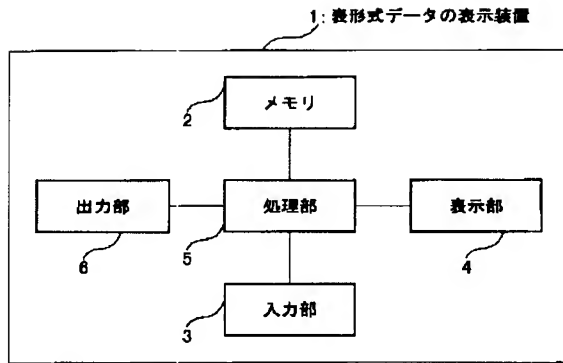 1:表形式データの表示装置
メモリ
2
出力部
処理部
表示部
6
5
4
入力部
3